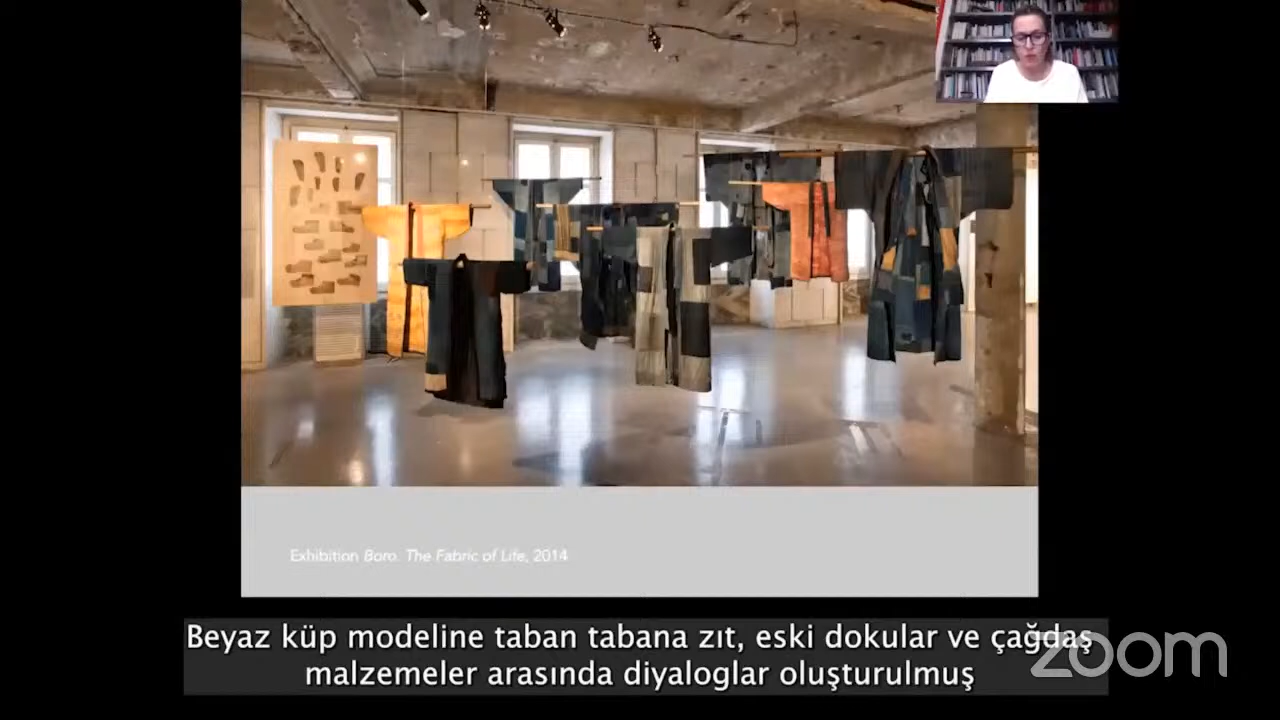 Exhibition Boro. The Fabric of Life, 2014
Beyaz küp modeline taban tabana zıt, eski dokular ve çağdaş
malzemeler arasında diyaloglar oluşturulmuş
zoom